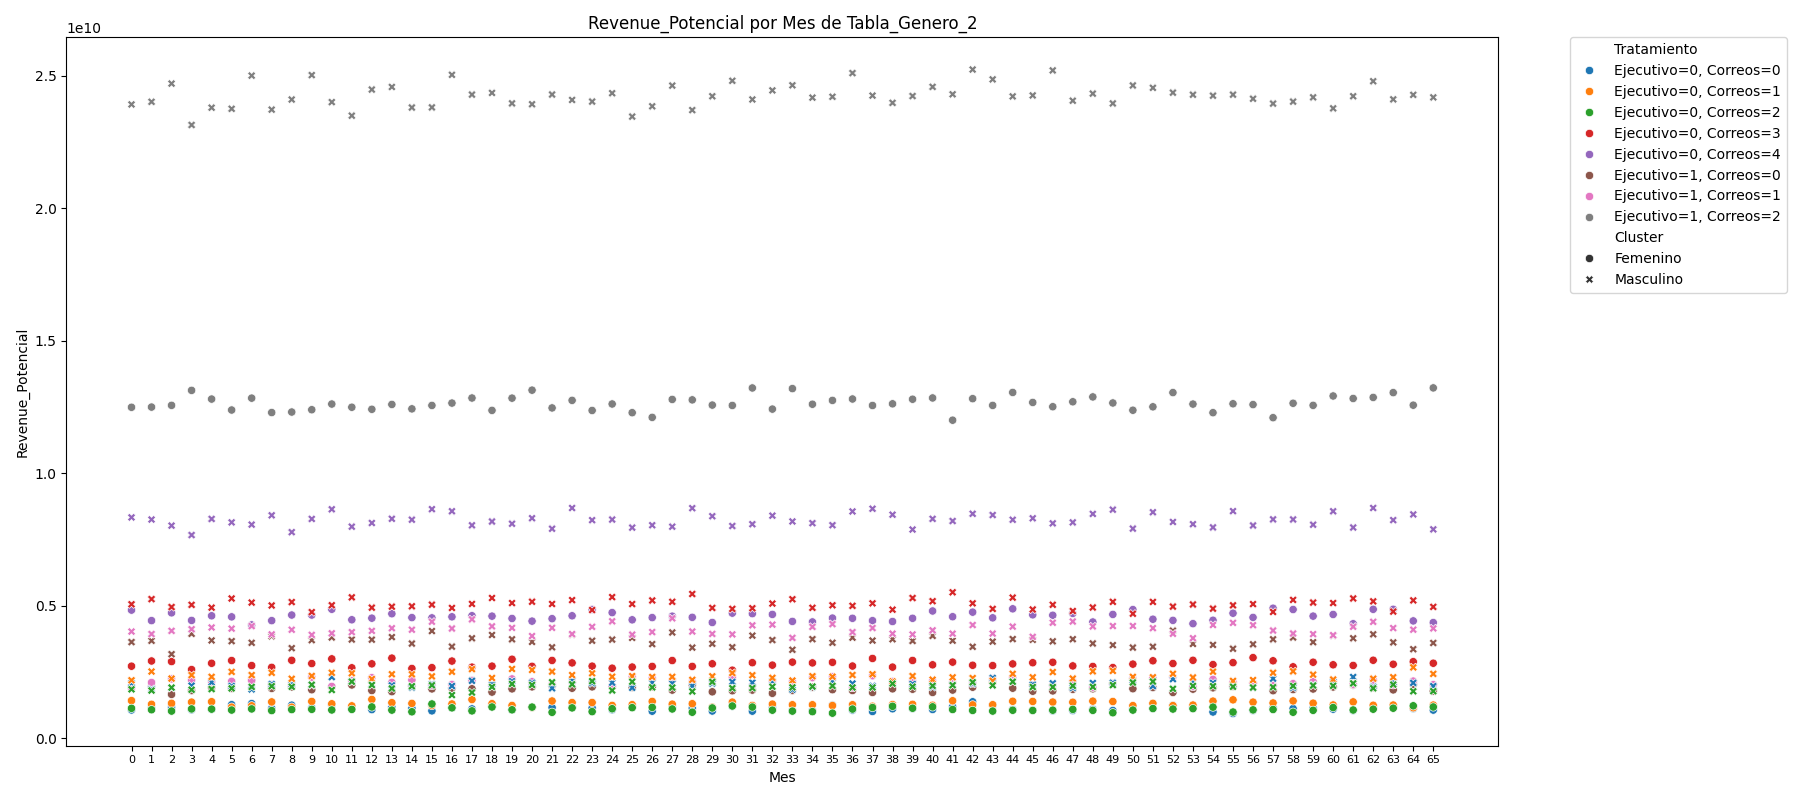 Revenue_Potencial por Mes de Tabla_Genero_2
1e10
2.5
2.0
1.5
1.0
0.5
0.0
Revenue_Potencial
0 1 2 3 4 5 6 7 8 9 10 11 12 13 14 15 16 17 18 19 20 21 22 23 24 25 26 27 28 29 30 31 32 33 34 35 36 37 38 39 40 41 42 43 44 45 46 47 48 49 50 51 52 53 54 55 56 57 58 59 60 61 62 63 64 65
Mes
Tratamiento
Ejecutivo=0, Correos=0
Ejecutivo=0, Correos=1
Ejecutivo=0, Correos=2
Ejecutivo=0, Correos=3
Ejecutivo=0, Correos=4
Ejecutivo=1, Correos=0
Ejecutivo=1, Correos=1
Ejecutivo=1, Correos=2
Cluster
Femenino
Masculino